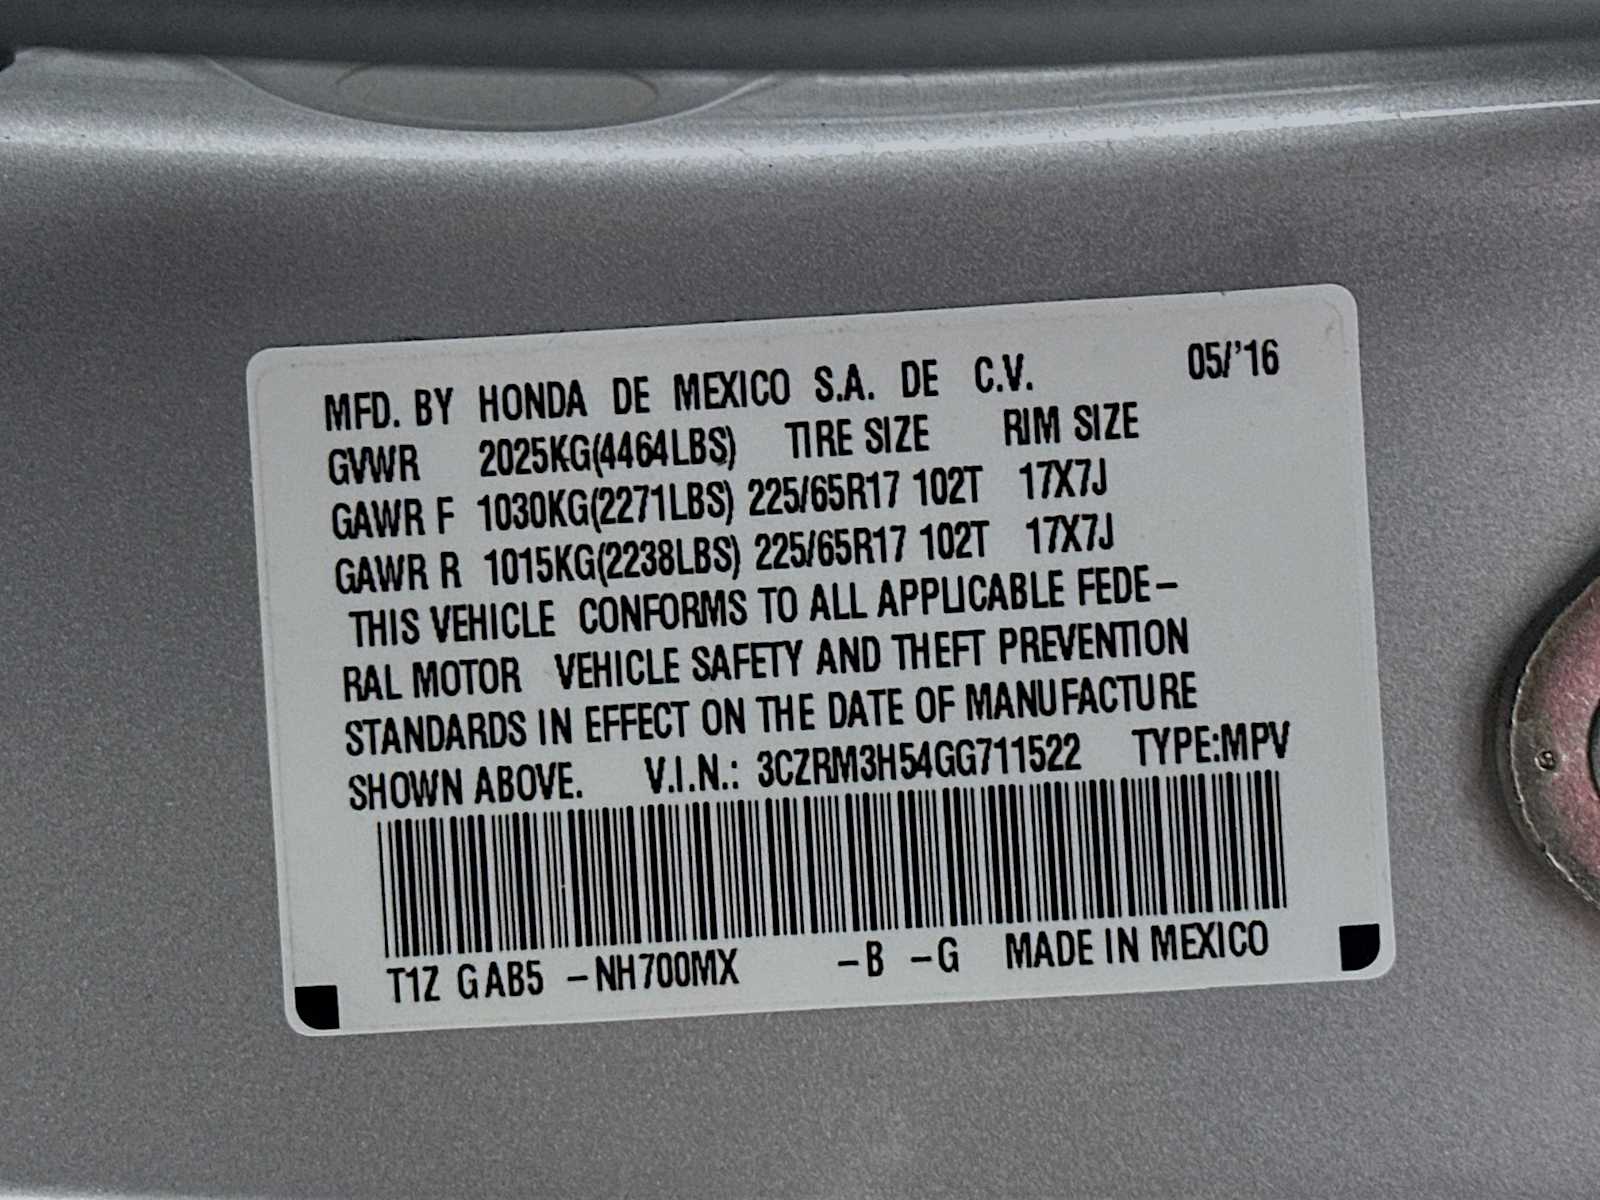 MFD. BY HONDA DE MEXICO S.A. DE C.V. 05/'16
GVWR 2025KG(4464LBS) TIRE SIZE RIM SIZE
GAWR F 1030KG(2271LBS) 225/65R17 102T 17X7J
GAWR R 1015KG(2238LBS) 225/65R17 102T 17X7J
THIS VEHICLE CONFORMS TO ALL APPLICABLE FEDE-
RAL MOTOR VEHICLE SAFETY AND THEFT PREVENTION
STANDARDS IN EFFECT ON THE DATE OF MANUFACTURE
SHOWN ABOVE. V.I.N.: 3CZRM3H54GG711522 TYPE:MPV
T1Z GAB5 -NH700MX -B -G MADE IN MEXICO